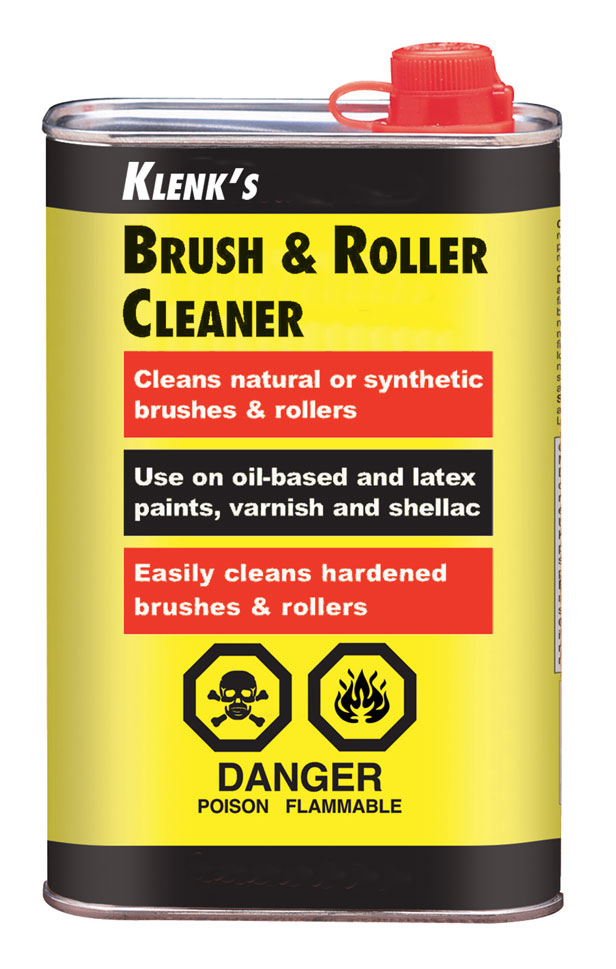 KLENK'S
BRUSH & ROLLER
CLEANER
Cleans natural or synthetic
brushes & rollers
Use on oil-based and latex
paints, varnish and shellac
Easily cleans hardened
brushes & rollers
DANGER
POISON FLAMMABLE